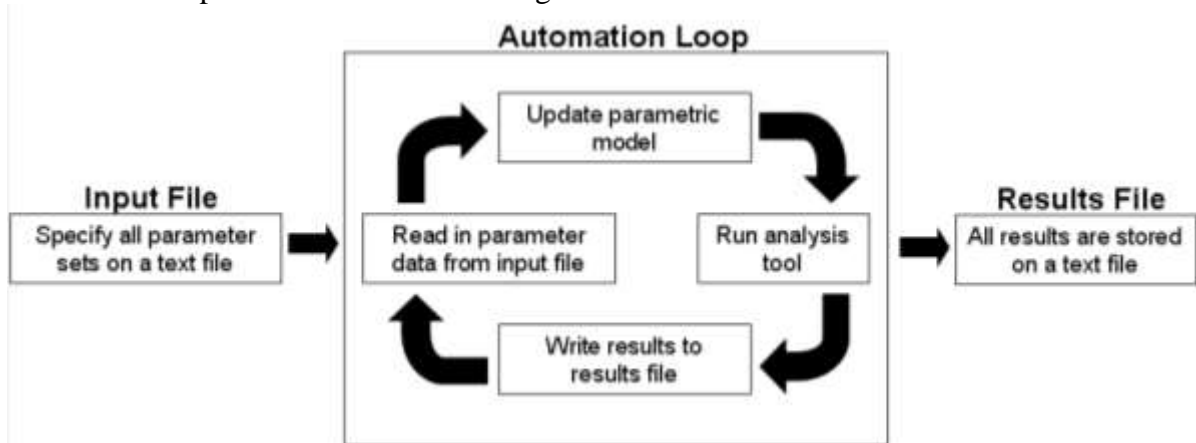 Automation Loop
Update parametric
model
Input File
Specify all parameter
sets on a text file
Read in parameter
data from input file
Run analysis
tool
Results File
All results are stored
on a text file
Write results to
results file